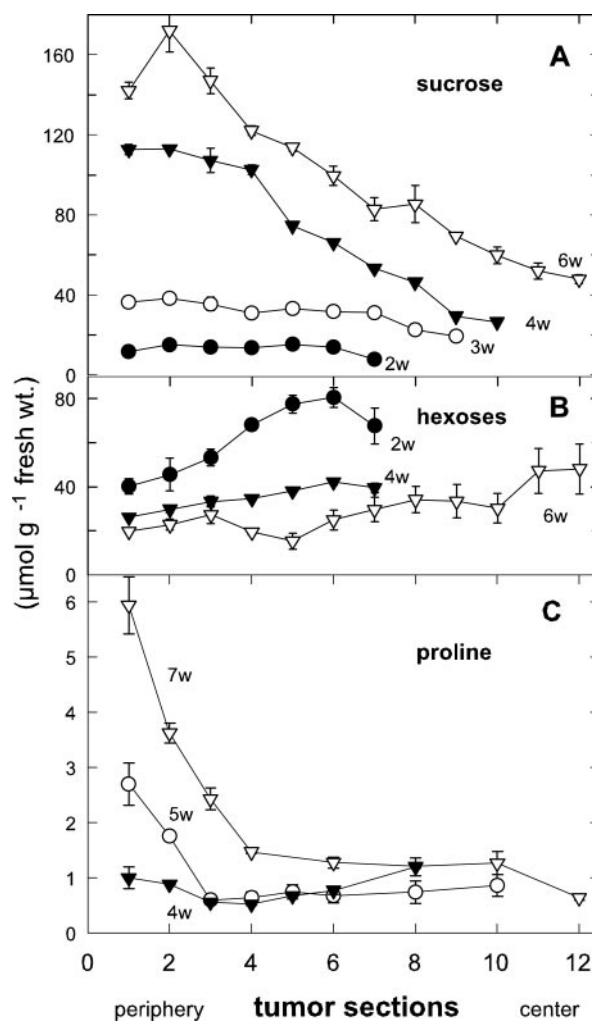 160
120
80
40
0
A
sucrose
6w
4w
3w
2w
80
40
0
B
hexoses
2w
4w
6w
6
5
4
3
2
1
0
C
proline
7w
5w
4w
(μmol g -1 fresh wt.)
0 2 4 6 8 10 12
periphery tumor sections center